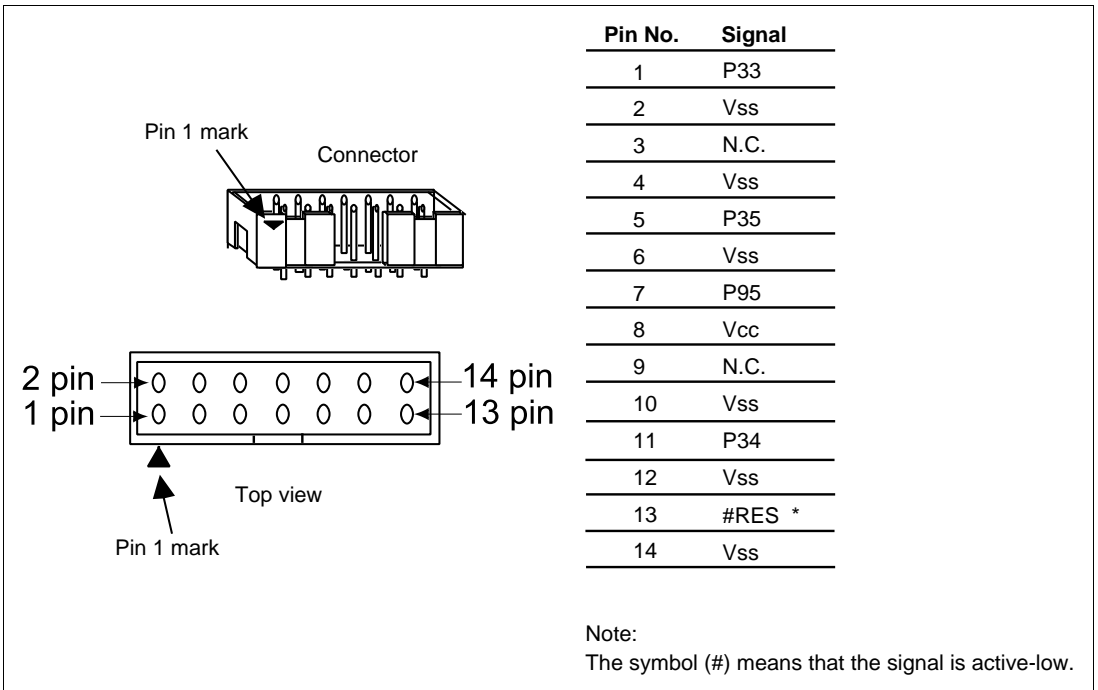 Pin 1 mark
Connector
2 pin
14 pin
1 pin
13 pin
Top view
Pin 1 mark
Pin No. Signal
1 P33
2 Vss
3 N.C.
4 Vss
5 P35
6 Vss
7 P95
8 Vcc
9 N.C.
10 Vss
11 P34
12 Vss
13 #RES *
14 Vss
Note:
The symbol (#) means that the signal is active-low.